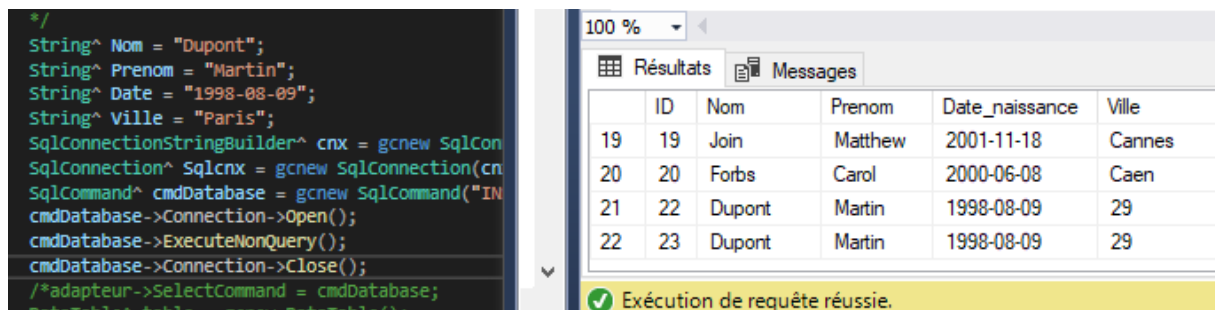 */
String^ Nom = "Dupont";
String^ Prenom = "Martin";
String^ Date = "1998-08-09";
String^ Ville = "Paris";
SqlConnectionStringBuilder^ cnx = gcnew SqlCon
SqlConnection^ Sqlcnx = gcnew SqlConnection(cn
SqlCommand^ cmdDatabase = gcnew SqlCommand("IN
cmdDatabase->Connection->Open();
cmdDatabase->ExecuteNonQuery();
cmdDatabase->Connection->Close();
/*adapteur->SelectCommand = cmdDatabase;
100 %
Résultats Messages
ID Nom Prenom Date_naissance Ville
19 19 Join Matthew 2001-11-18 Cannes
20 20 Forbs Carol 2000-06-08 Caen
21 22 Dupont Martin 1998-08-09 29
22 23 Dupont Martin 1998-08-09 29
Exécution de requête réussie.